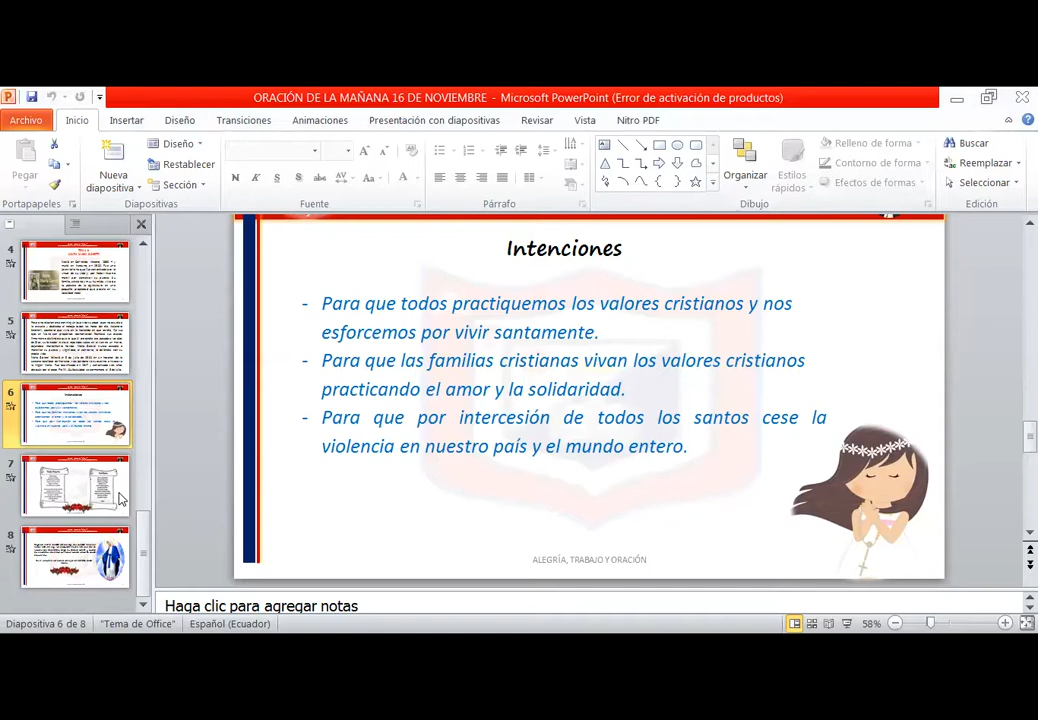 ORACIÓN DE LA MAÑANA 16 DE NOVIEMBRE - Microsoft PowerPoint (Error de activación de productos)
Archivo Inicio Insertar Diseño Transiciones Animaciones Presentación con diapositivas Revisar Vista Nitro PDF
Pegar
Nueva diapositiva
Diseño
Restablecer
Sección
Organizar
Estilos rápidos
Relleno de forma
Contorno de forma
Efectos de formas
Buscar
Reemplazar
Seleccionar
Portapapeles Diapositivas Fuente Párrafo Dibujo Edición
4
5
6
7
8
Intenciones
- Para que todos practiquemos los valores cristianos y nos
esforcemos por vivir santamente.
- Para que las familias cristianas vivan los valores cristianos
practicando el amor y la solidaridad.
- Para que por intercesión de todos los santos cese la
violencia en nuestro país y el mundo entero.
ALEGRÍA, TRABAJO Y ORACIÓN
Haga clic para agregar notas
Diapositiva 6 de 8 "Tema de Office" Español (Ecuador) 58%